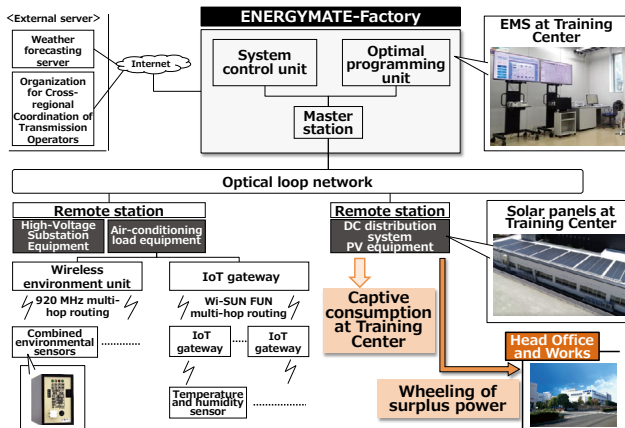 <External server>
Weather
forecasting
server
Organization
for Cross-
regional
Coordination of
Transmission
Operators
Internet
ENERGYMATE-Factory
System
control unit
Optimal
programming
unit
Master
station
EMS at Training
Center
Optical loop network
Remote station
High-Voltage
Substation
Equipment
Air-conditioning
load equipment
Remote station
DC distribution
system
PV equipment
Solar panels at
Training Center
Wireless
environment unit
IoT gateway
920 MHz multi-
hop routing
Wi-SUN FUN
multi-hop routing
Combined
environmental
sensors
IoT
gateway
IoT
gateway
Temperature
and humidity
sensor
Captive
consumption
at Training
Center
Wheeling of
surplus power
Head Office
and Works